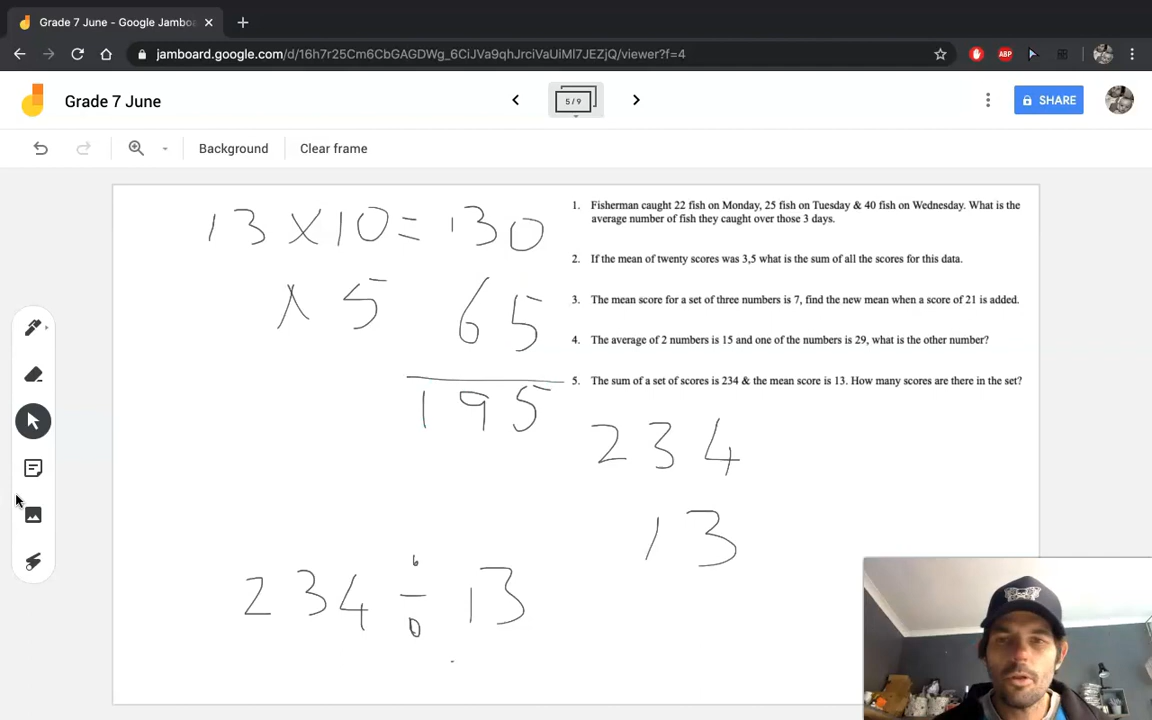 Grade 7 June - Google Jambo
jamboard.google.com/d/16h7r25Cm6CbGAGDWg_6CiJVa9qhJrciVaUiMl7JEZjQ/viewer?f=4
ABP
Grade 7 June
5/9
SHARE
Background
Clear frame
13 X 10 = 130
X 5 65
195
1. Fisherman caught 22 fish on Monday, 25 fish on Tuesday & 40 fish on Wednesday. What is the
average number of fish they caught over those 3 days.
2. If the mean of twenty scores was 3,5 what is the sum of all the scores for this data.
3. The mean score for a set of three numbers is 7, find the new mean when a score of 21 is added.
4. The average of 2 numbers is 15 and one of the numbers is 29, what is the other number?
5. The sum of a set of scores is 234 & the mean score is 13. How many scores are there in the set?
234
13
234 ÷ 13